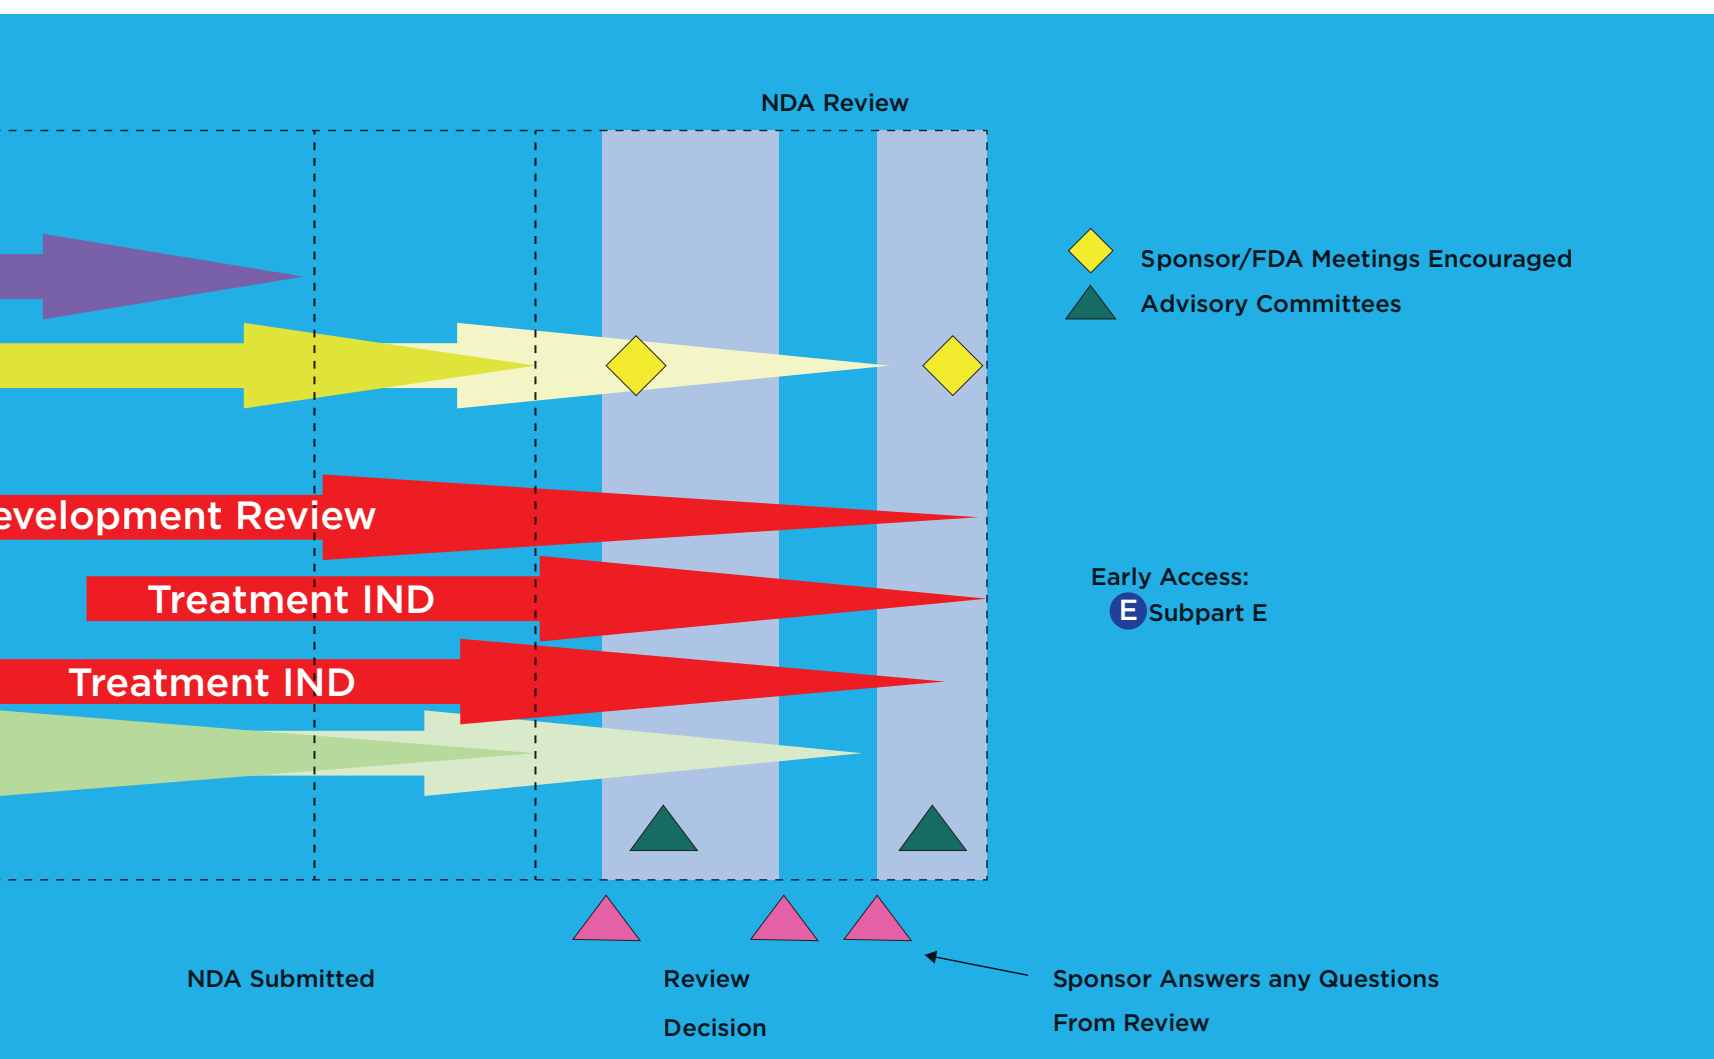 NDA Review
Sponsor/FDA Meetings Encouraged
Advisory Committees
evelopment Review
Treatment IND
Early Access:
E Subpart E
Treatment IND
NDA Submitted
Review
Decision
Sponsor Answers any Questions
From Review